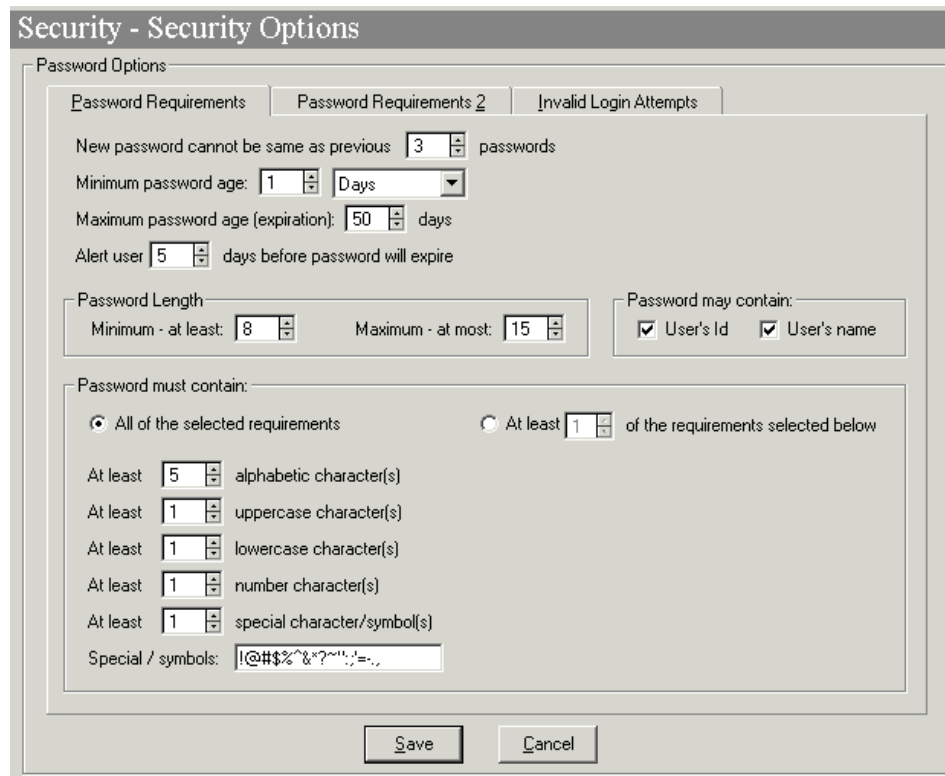 Security - Security Options
Password Options
Password Requirements Password Requirements 2 Invalid Login Attempts
New password cannot be same as previous 3 passwords
Minimum password age: 1 Days
Maximum password age (expiration): 50 days
Alert user 5 days before password will expire
Password Length Password may contain:
Minimum - at least: 8 Maximum - at most: 15 User's Id User's name
Password must contain:
All of the selected requirements At least 1 of the requirements selected below
At least 5 alphabetic character(s)
At least 1 uppercase character(s)
At least 1 lowercase character(s)
At least 1 number character(s)
At least 1 special character/symbol(s)
Special / symbols: !@#$%^&*?~":;'=-.,
Save Cancel